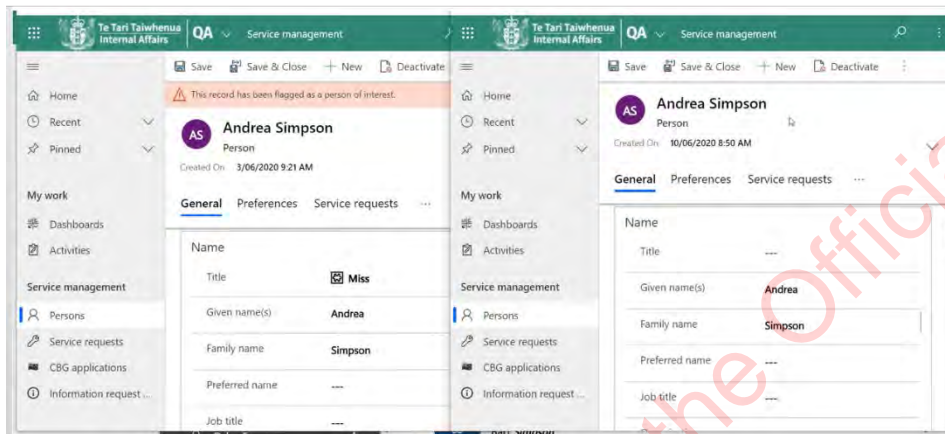 Te Tari Taiwhenua
Internal Affairs
QA
Service management
Save
Save & Close
New
Deactivate
This record has been flagged as a person of interest.
Home
Recent
Pinned
AS
Andrea Simpson
Person
Created On 3/06/2020 9:21 AM
General Preferences Service requests ...
My work
Dashboards
Activities
Service management
Persons
Service requests
CBG applications
Information request ...
Name
Title Miss
Given name(s) Andrea
Family name Simpson
Preferred name ---
Job title ---
Te Tari Taiwhenua
Internal Affairs
QA
Service management
Save
Save & Close
New
Deactivate
Home
Recent
Pinned
AS
Andrea Simpson
Person
Created On 10/06/2020 8:50 AM
General Preferences Service requests ...
My work
Dashboards
Activities
Service management
Persons
Service requests
CBG applications
Information request ...
Name
Title ---
Given name(s) Andrea
Family name Simpson
Preferred name ---
Job title ---
Simpson
the Offici